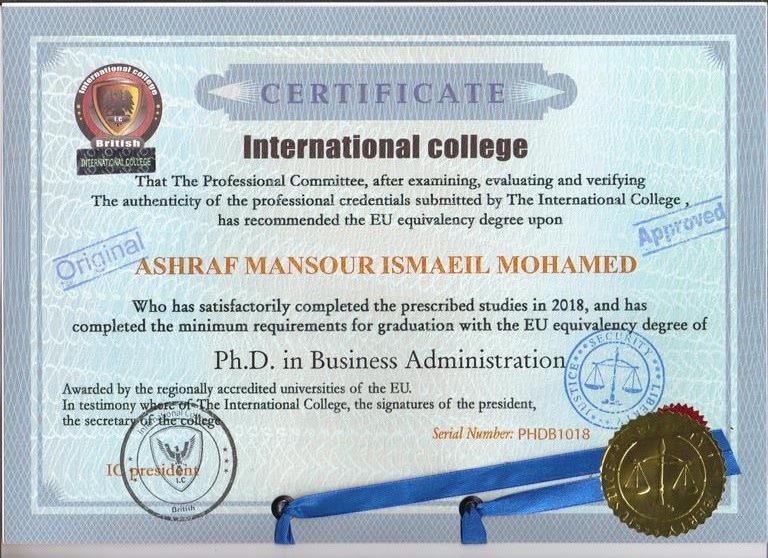 International college
I.C
British
INTERNATIONAL COLLEGE
CERTIFICATE
International college
That The Professional Committee, after examining, evaluating and verifying
The authenticity of the professional credentials submitted by The International College ,
has recommended the EU equivalency degree upon
Original
Approved
ASHRAF MANSOUR ISMAEIL MOHAMED
Who has satisfactorily completed the prescribed studies in 2018, and has
completed the minimum requirements for graduation with the EU equivalency degree of
Ph.D. in Business Administration
JUSTICE SECURITY LIBERTY
Awarded by the regionally accredited universities of the EU.
In testimony where of The International College, the signatures of the president,
the secretary of the college
Serial Number: PHDB1018
IC president
I.C
British